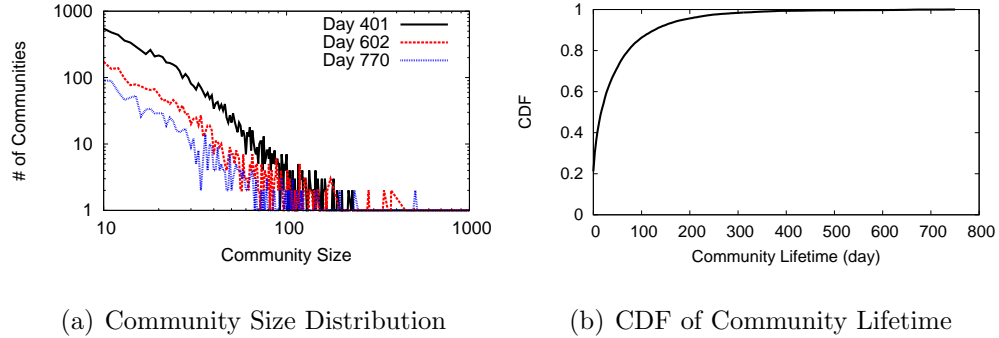 1000
100
10
1
10
100
1000
# of Communities
Community Size
Day 401
Day 602
Day 770
(a) Community Size Distribution
1
0.8
0.6
0.4
0.2
0
0
100
200
300
400
500
600
700
800
CDF
Community Lifetime (day)
(b) CDF of Community Lifetime